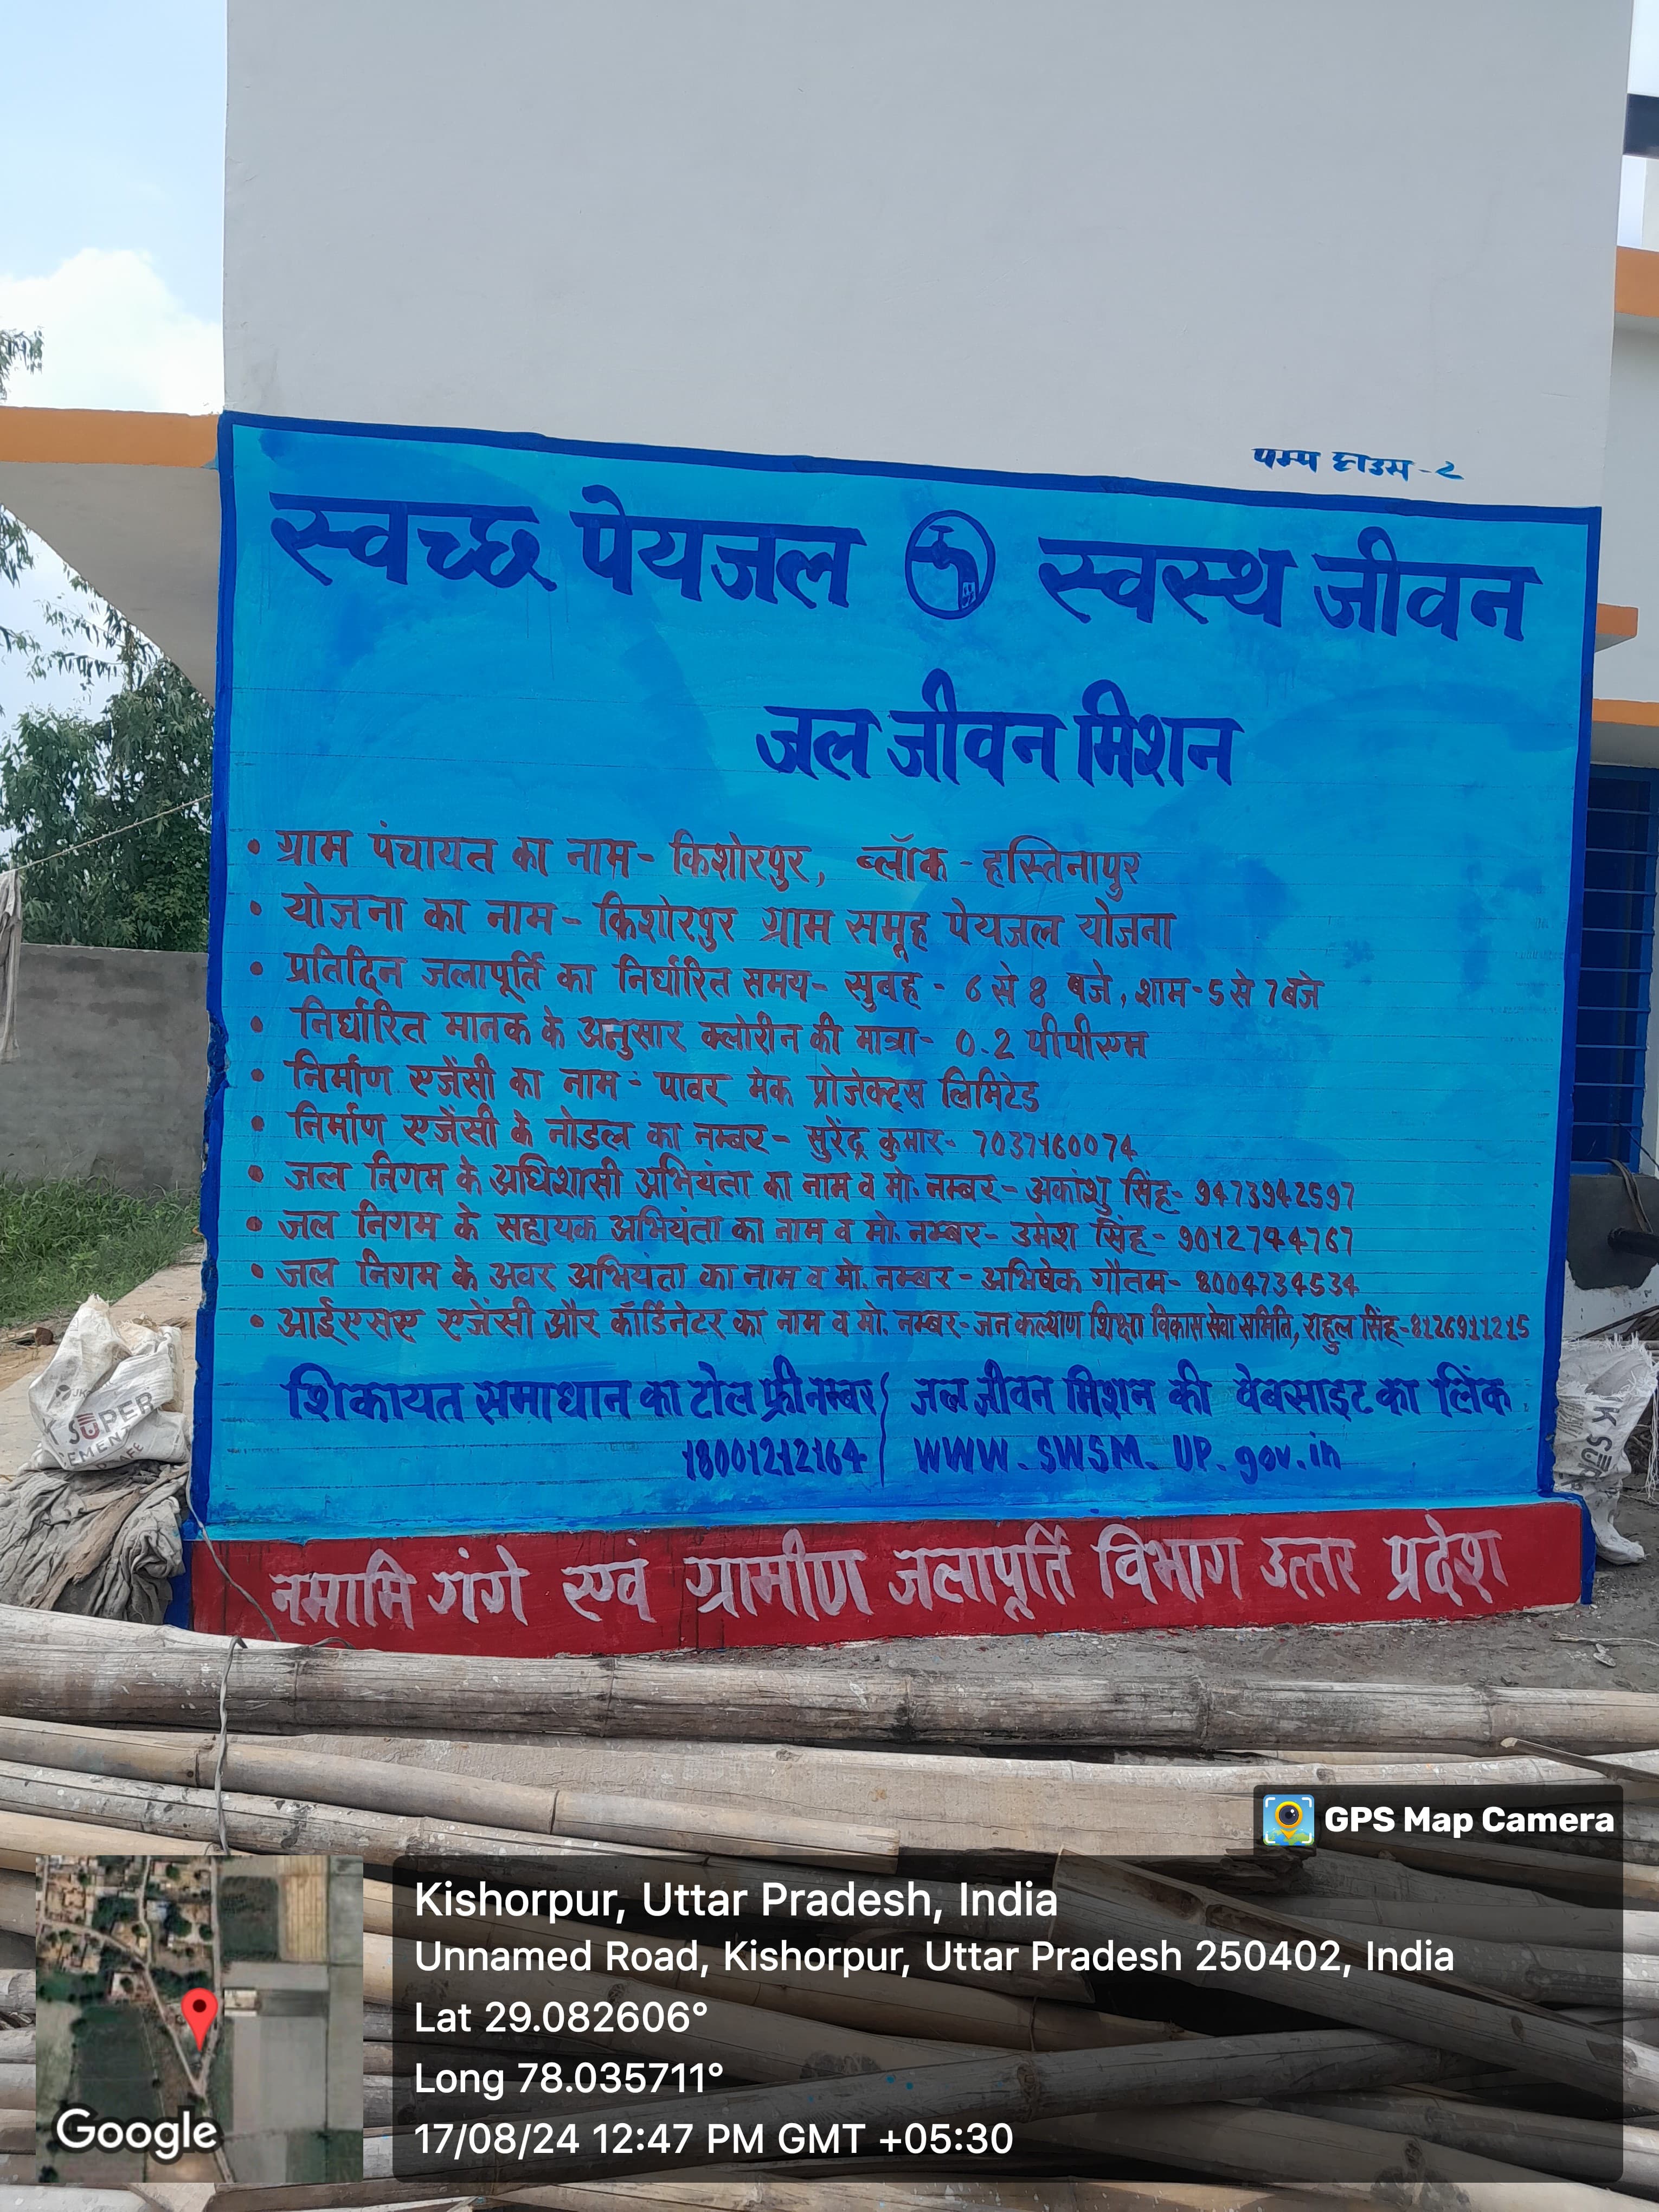 पम्प हाउस-२
स्वच्छ पेयजल स्वस्थ जीवन
जल जीवन मिशन
• ग्राम पंचायत का नाम- किशोरपुर, ब्लॉक - हस्तिनापुर
• योजना का नाम- किशोरपुर ग्राम समूह पेयजल योजना
• प्रतिदिन जलापूर्ति का निर्धारित समय- सुबह - 6 से 8 बजे, शाम-5 से 7 बजे
• निर्धारित मानक के अनुसार क्लोरीन की मात्रा- 0.2 पीपीएम
• निर्माण एजेंसी का नाम- पावर मेक प्रोजेक्ट्स लिमिटेड
• निर्माण एजेंसी के नोडल का नम्बर- सुरेंद्र कुमार- 7037160074
• जल निगम के अधिशासी अभियंता का नाम व मो. नम्बर- अकांशु सिंह- 9473942597
• जल निगम के सहायक अभियंता का नाम व मो. नम्बर- उमेश सिंह- 9012794767
• जल निगम के अवर अभियंता का नाम व मो. नम्बर- अभिषेक गौतम- 8004734534
• आईएसए एजेंसी और कॉर्डिनेटर का नाम व मो. नम्बर-जन कल्याण शिक्षा विकास सेवा समिति, राहुल सिंह-8126911215
शिकायत समाधान का टोल फ्री नम्बर
18001212164
जल जीवन मिशन की वेबसाइट का लिंक
WWW.SWSM.UP.gov.in
नमामि गंगे एवं ग्रामीण जलापूर्ति विभाग उत्तर प्रदेश
SUPER
GPS Map Camera
Kishorpur, Uttar Pradesh, India
Unnamed Road, Kishorpur, Uttar Pradesh 250402, India
Lat 29.082606°
Long 78.035711°
17/08/24 12:47 PM GMT +05:30
Google